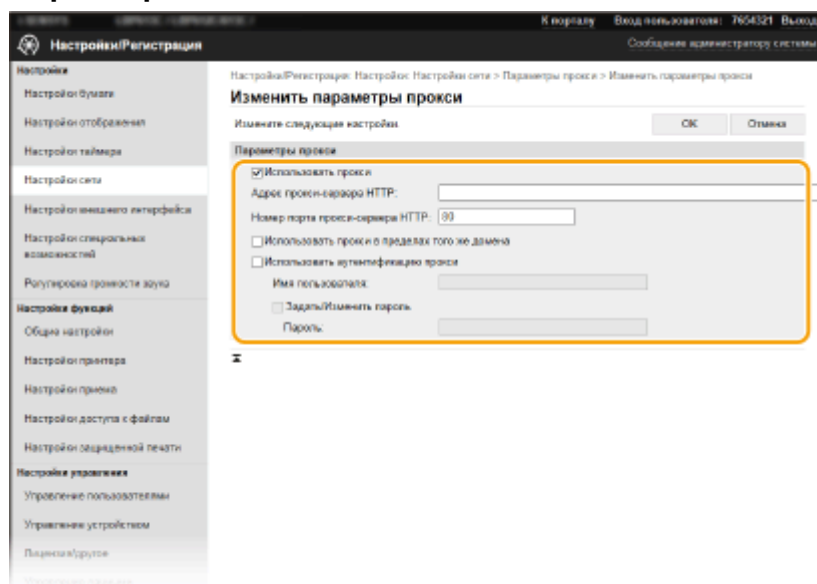 К порталу Вход пользователя: 7654321 Выход
Настройки/Регистрация
Сообщение администратору системы
Настройки
Настройки бумаги
Настройки отображения
Настройки таймера
Настройки сети
Настройки внешнего интерфейса
Настройки специальных
возможностей
Регулировка громкости звука
Настройки функций
Общие настройки
Настройки принтера
Настройки приема
Настройки доступа к файлам
Настройки защищенной печати
Настройки управления
Управление пользователями
Управление устройством
Лицензия/другое
Настройки/Регистрация: Настройки: Настройки сети > Параметры прокси > Изменить параметры прокси
Изменить параметры прокси
Измените следующие настройки.
OK Отмена
Параметры прокси
Использовать прокси
Адрес прокси-сервера HTTP:
Номер порта прокси-сервера HTTP: 80
Использовать прокси в пределах того же домена
Использовать аутентификацию прокси
Имя пользователя:
Задать/Изменить пароль
Пароль: